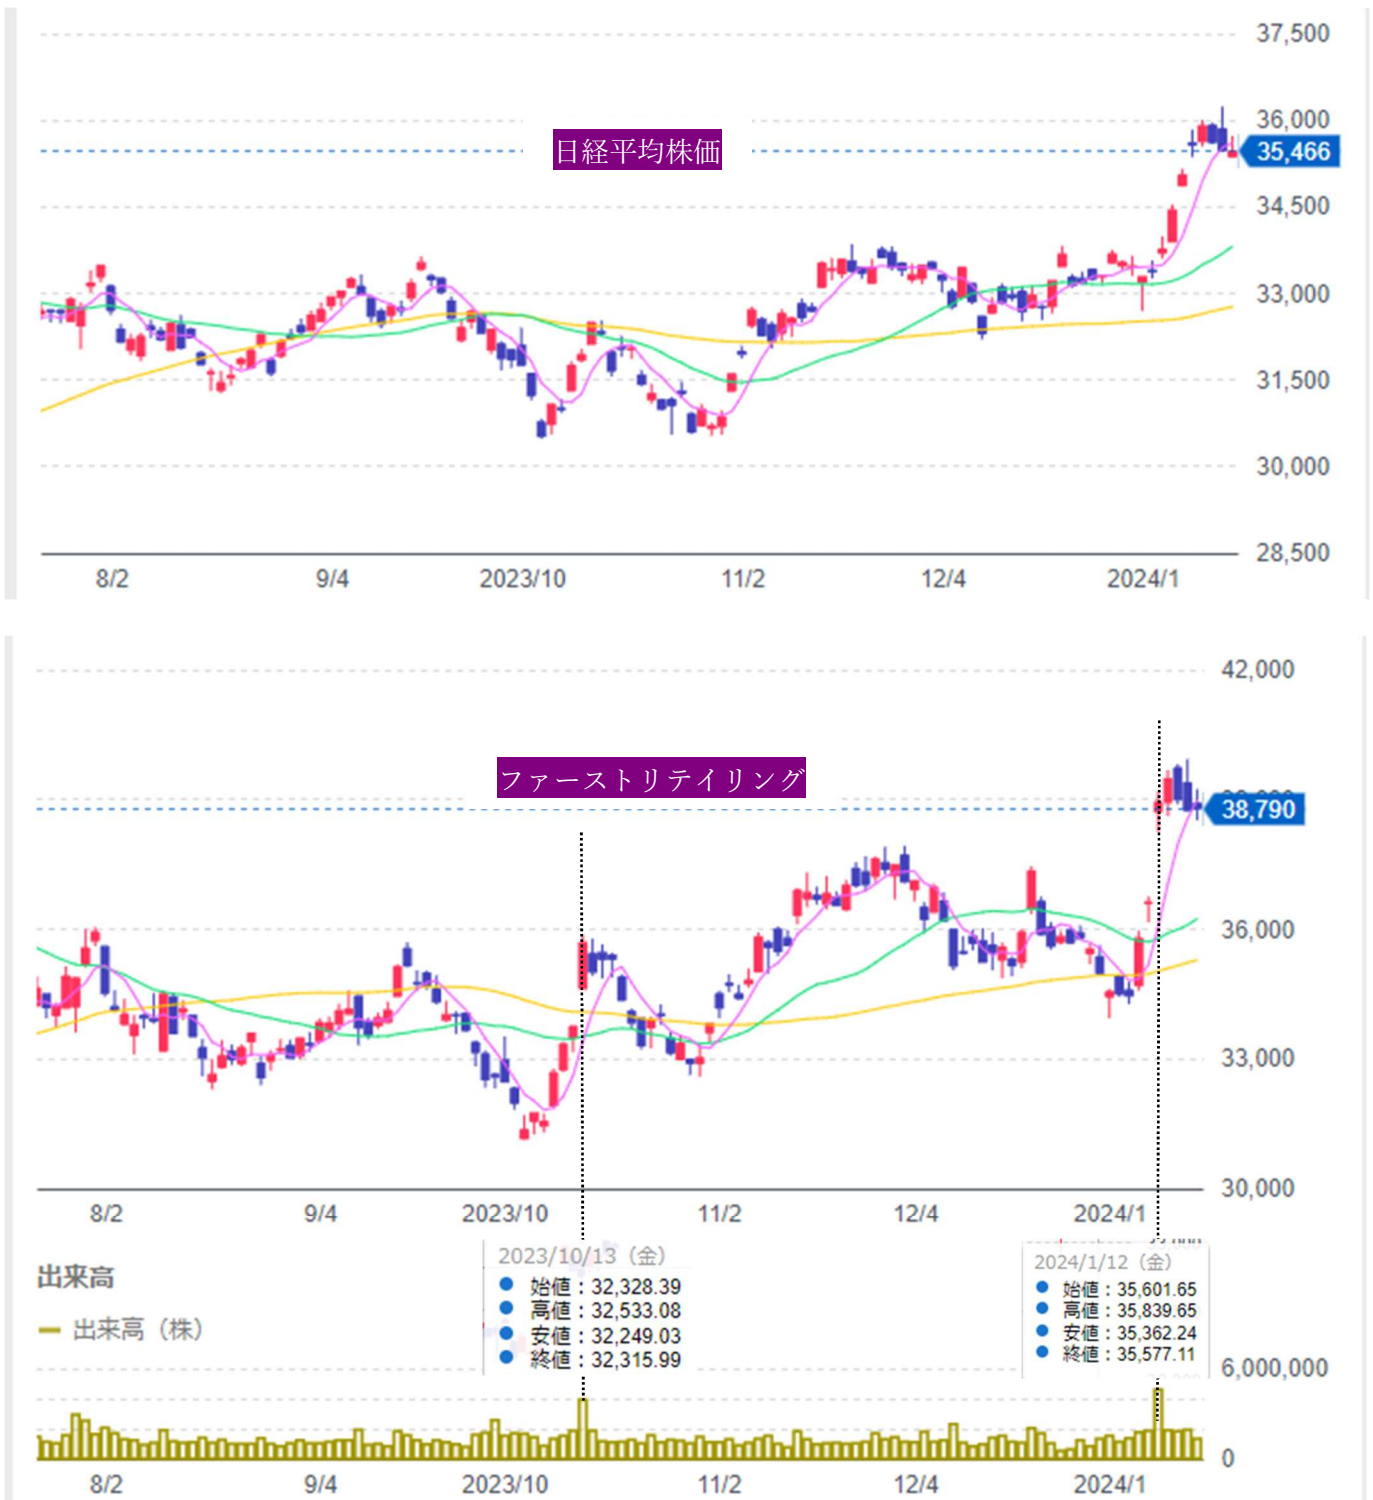 37,500
36,000
日経平均株価
35,466
34,500
33,000
31,500
30,000
28,500
8/2 9/4 2023/10 11/2 12/4 2024/1
42,000
ファーストリテイリング
38,790
36,000
33,000
30,000
8/2 9/4 2023/10 11/2 12/4 2024/1
2023/10/13（金）
始値：32,328.39
高値：32,533.08
安値：32,249.03
終値：32,315.99
2024/1/12（金）
始値：35,601.65
高値：35,839.65
安値：35,362.24
終値：35,577.11
出来高
出来高（株）
6,000,000
0
8/2 9/4 2023/10 11/2 12/4 2024/1